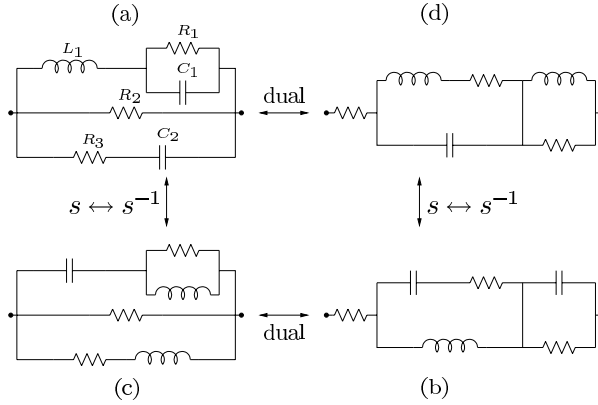 (a)
(d)
R₁
L₁
C₁
R₂
dual
C₂
R₃
s ↔ s⁻¹
s ↔ s⁻¹
dual
(c)
(b)